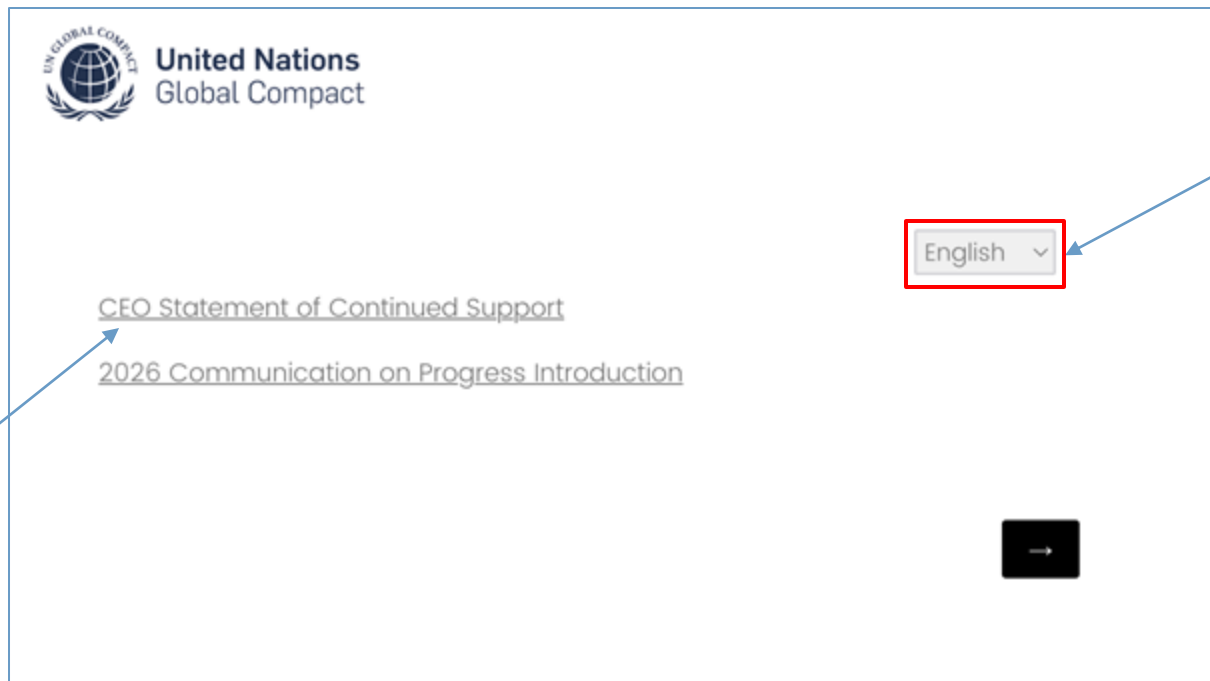 UN GLOBAL COMPACT
United Nations
Global Compact
English
CEO Statement of Continued Support
2026 Communication on Progress Introduction
→